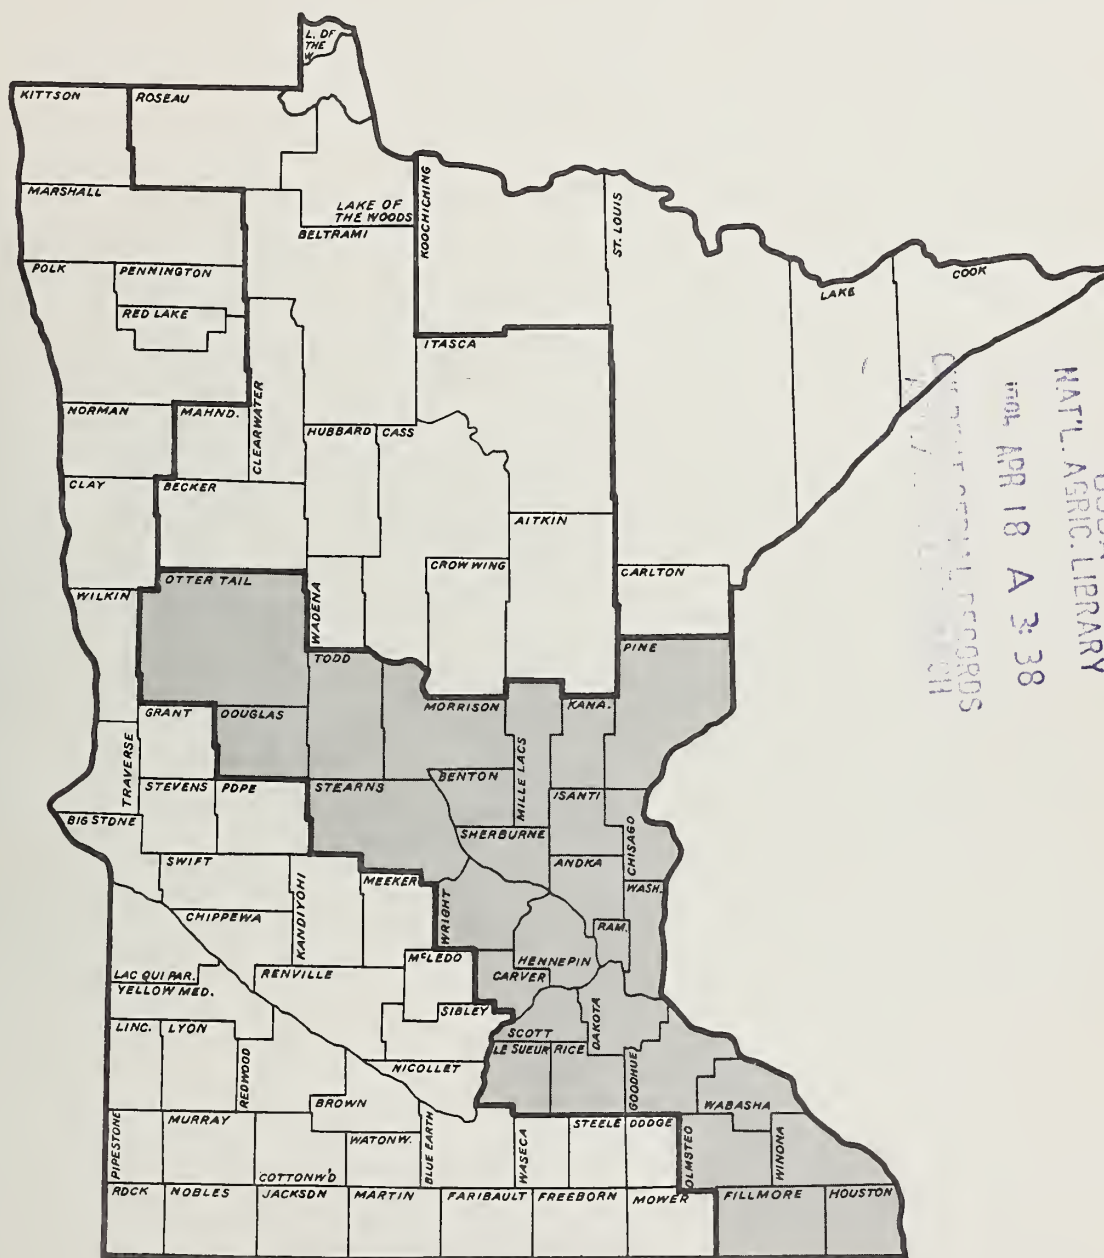 L. OF
THE
W.
KITTSON
ROSEAU
MARSHALL
LAKE OF
THE WOODS
BELTRAMI
KOOCHICHING
ST. LOUIS
COOK
LAKE
POLK
PENNINGTON
RED LAKE
ITASCA
NORMAN
MAHND.
CLEARWATER
HUBBARD
CASS
CLAY
BECKER
AITKIN
CROW WING
CARLTON
OTTER TAIL
WILKIN
WADENA
TODD
PINE
MORRISON
KANA.
GRANT
DOUGLAS
TRAVERSE
MILLE LACS
BENTON
STEVENS
POPE
STEARNS
ISANTI
BIG STONE
SHERBURNE
CHISAGO
SWIFT
ANOKA
KANDIYOHI
MEEKER
WASH.
WRIGHT
CHIPPEWA
RAM.
McLEOD
HENNEPIN
LAC QUI PAR.
RENVILLE
CARVER
YELLOW MED.
SIBLEY
LINC.
LYON
SCOTT
DAKOTA
LE SUEUR
RICE
REDWOOD
NICOLLET
GOODHUE
BROWN
WABASHA
MURRAY
STEELE
DODGE
PIPESTONE
WATONW.
BLUE EARTH
WASECA
OLMSTED
WINONA
COTTONW'D
ROCK
NOBLES
JACKSON
MARTIN
FARIBAULT
FREEBORN
MOWER
FILLMORE
HOUSTON
NAT'L. AGRIC. LIBRARY
APR 18 A 3:38
RECORDS